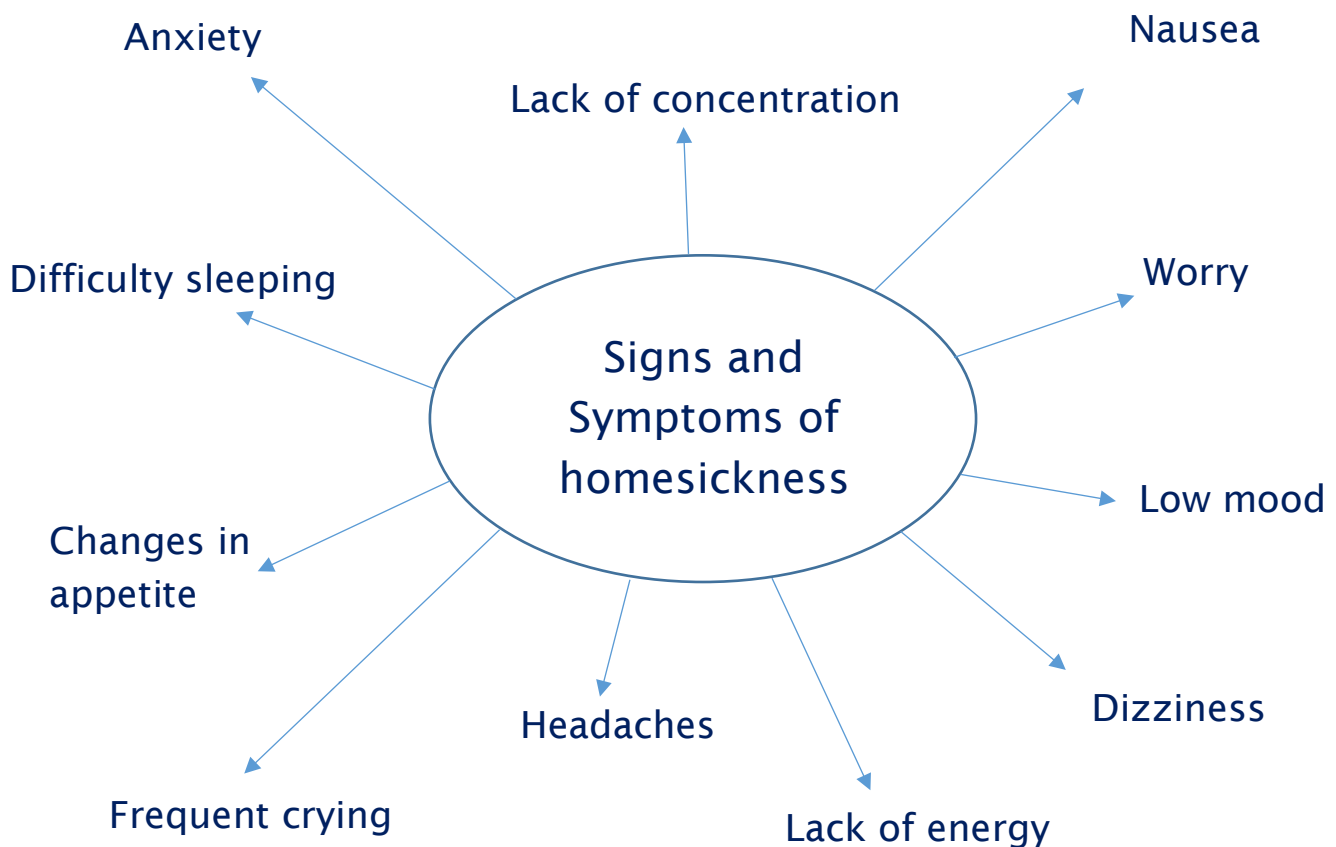 Anxiety
Nausea
Lack of concentration
Difficulty sleeping
Worry
Signs and
Symptoms of
homesickness
Low mood
Changes in
appetite
Headaches
Dizziness
Frequent crying
Lack of energy